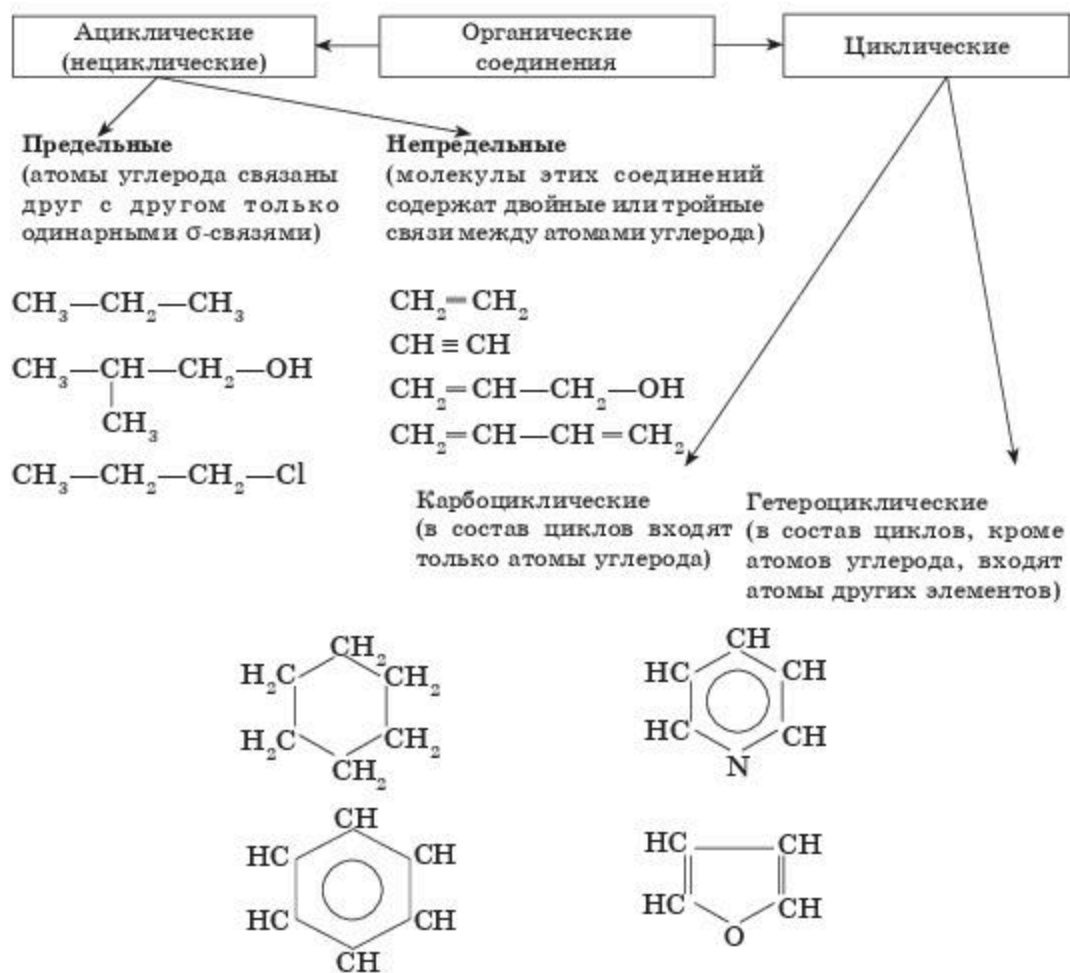 Ациклические
(нециклические)
Органические
соединения
Циклические
Предельные
(атомы углерода связаны
друг с другом только
одинарными σ-связями)
Непредельные
(молекулы этих соединений
содержат двойные или тройные
связи между атомами углерода)
CH₃—CH₂—CH₃
CH₃—CH—CH₂—OH
CH₃
CH₃—CH₂—CH₂—Cl
CH₂=CH₂
CH≡CH
CH₂=CH—CH₂—OH
CH₂=CH—CH=CH₂
Карбоциклические
(в состав циклов входят
только атомы углерода)
Гетероциклические
(в состав циклов, кроме
атомов углерода, входят
атомы других элементов)
CH₂
H₂C CH₂
H₂C CH₂
CH₂
CH
HC CH
HC CH
N
CH
HC CH
HC CH
CH
HC CH
HC CH
O